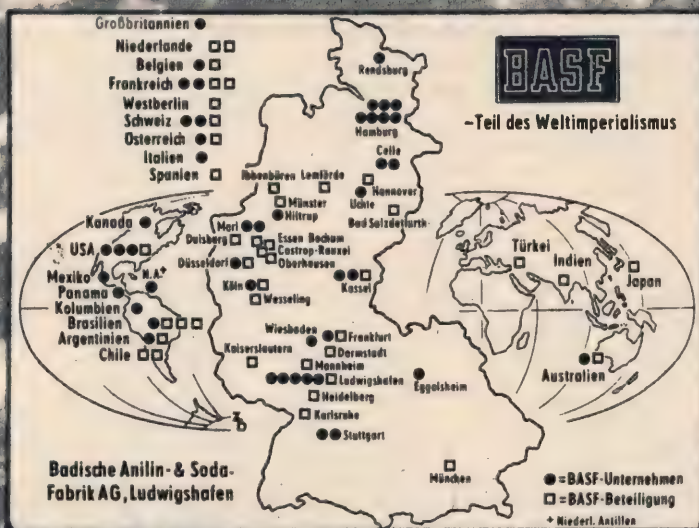 Großbritannien
Niederlande
Belgien
Frankreich
Westberlin
Schweiz
Österreich
Italien
Spanien
BASF
-Teil des Weltimperialismus
Rendsburg
Hamburg
Celle
Ibbenbüren Lemförde
Hannover
Uchte
Münster
Hiltrup
Bad Salzdetfurth
Marl
Duisburg
Essen Bochum
Castrop-Rauxel
Oberhausen
Düsseldorf
Kassel
Köln
Wesseling
Wiesbaden
Frankfurt
Darmstadt
Kaiserslautern
Mannheim
Ludwigshafen
Eggolsheim
Heidelberg
Karlsruhe
Stuttgart
München
Kanada
USA
Mexiko
N.A+
Panama
Kolumbien
Brasilien
Argentinien
Chile
Türkei
Indien
Japan
Australien
Badische Anilin- & Soda-
Fabrik AG, Ludwigshafen
=BASF-Unternehmen
=BASF-Beteiligung
+ Niederl. Antillen